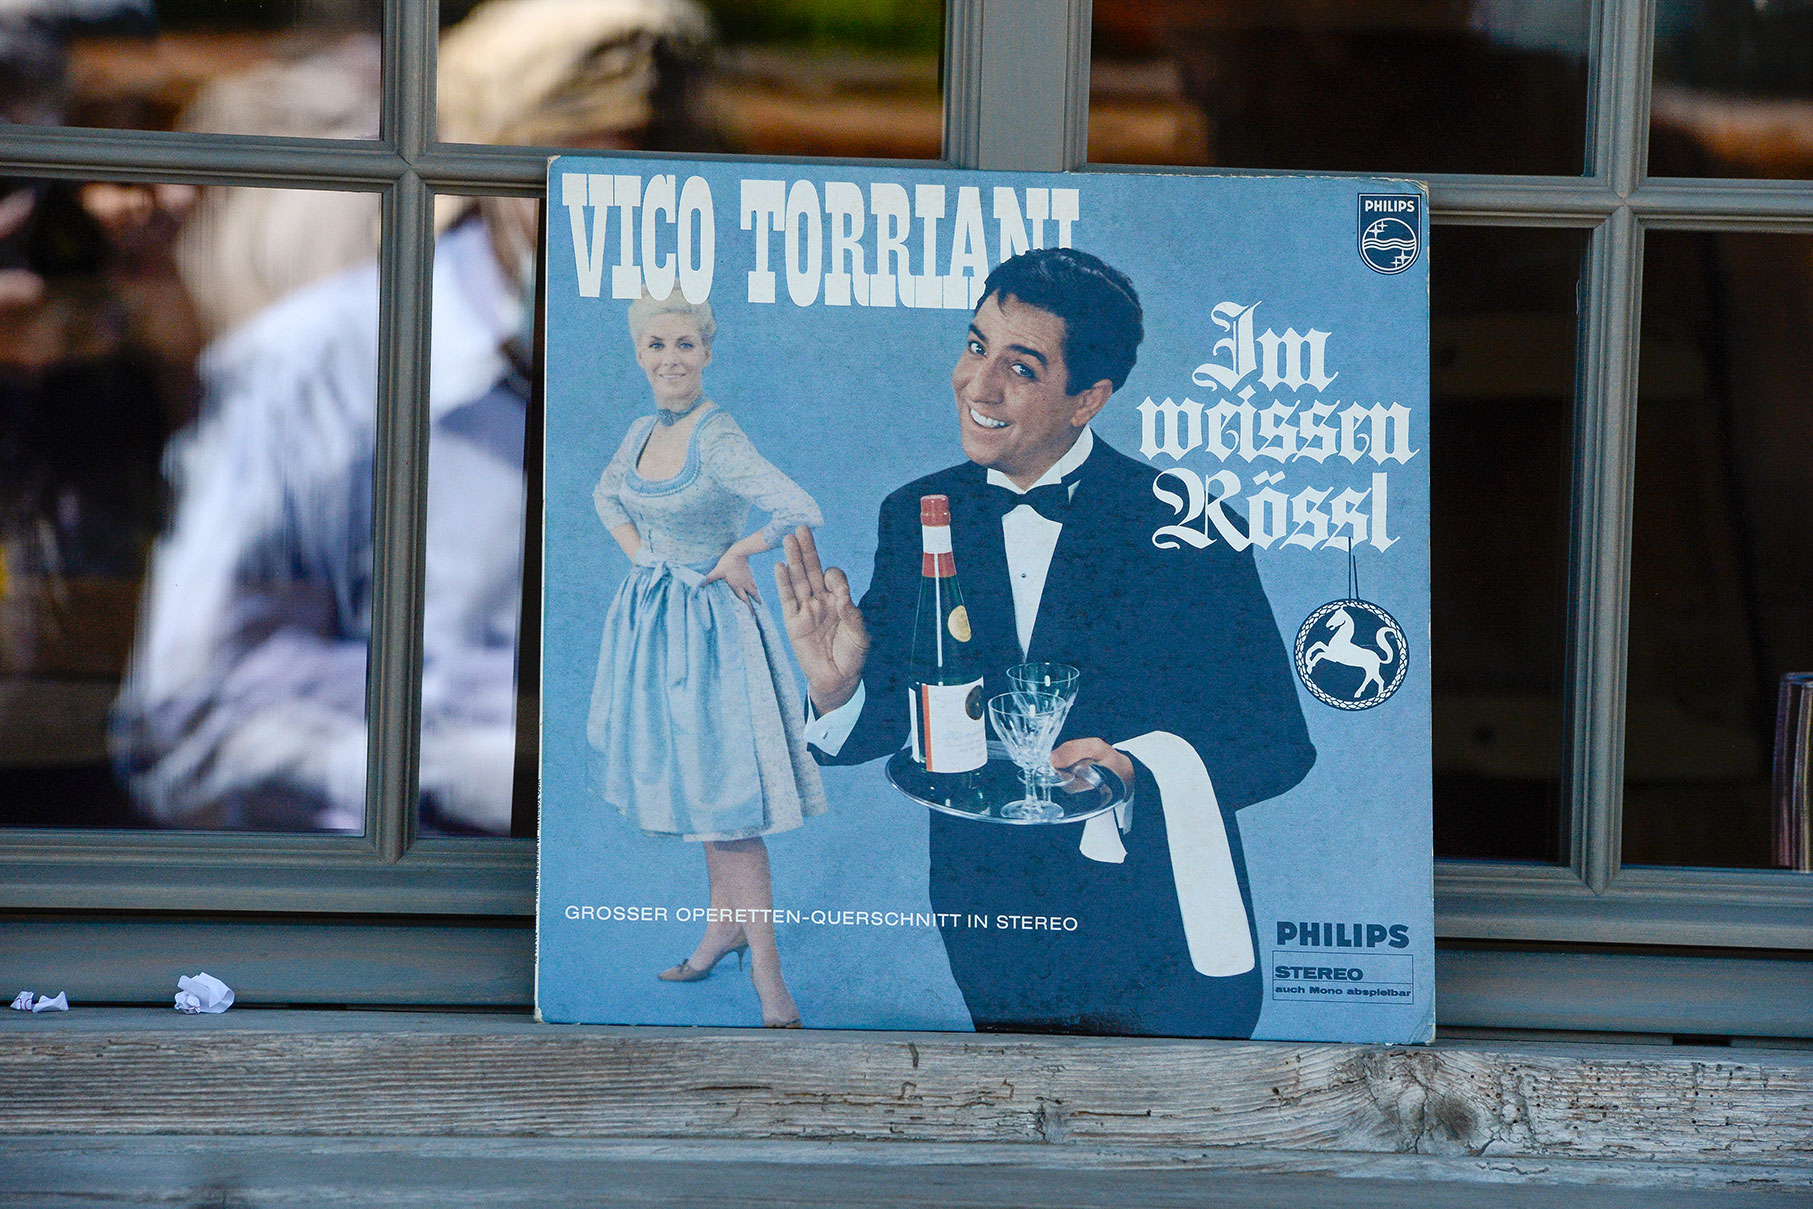 VICO TORRIANI
PHILIPS
Im
weissen
Rössl
GROSSER OPERETTEN-QUERSCHNITT IN STEREO
PHILIPS
STEREO
auch Mono abspielbar